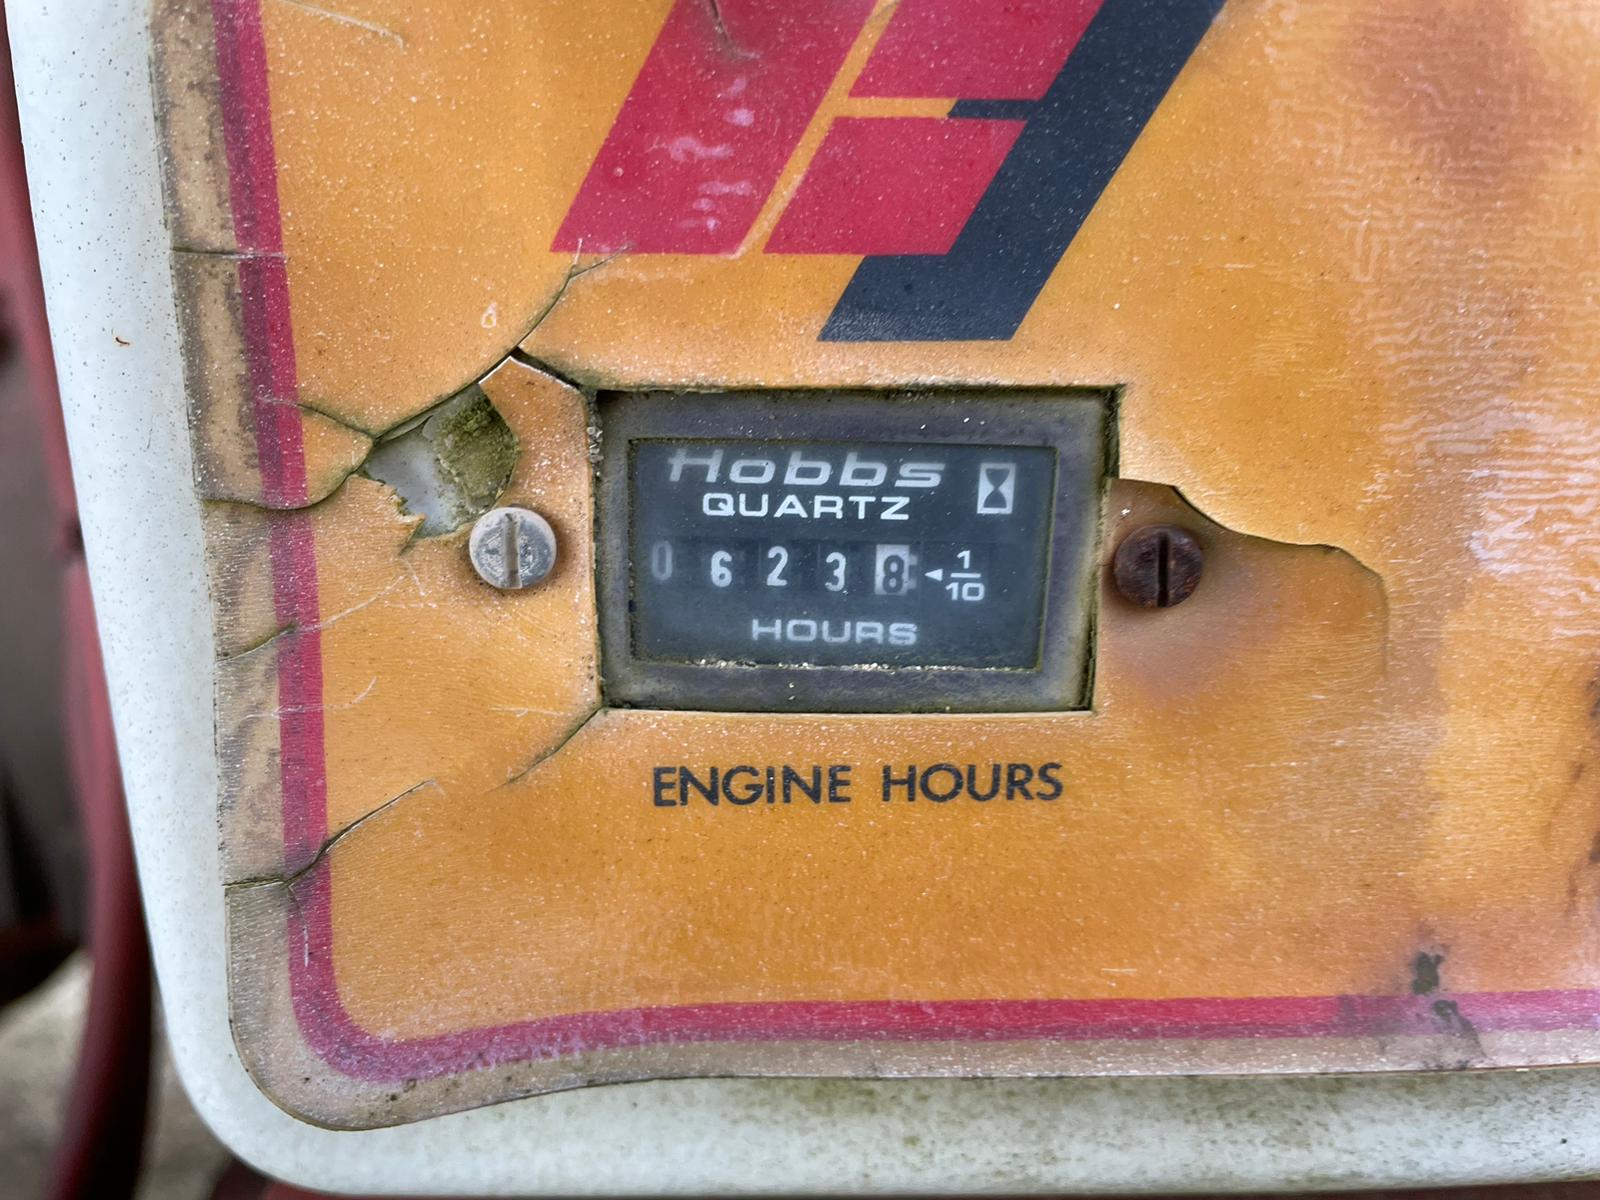 Hobbs
QUARTZ
0 6 2 3 8 ◄ 1/10
HOURS
ENGINE HOURS